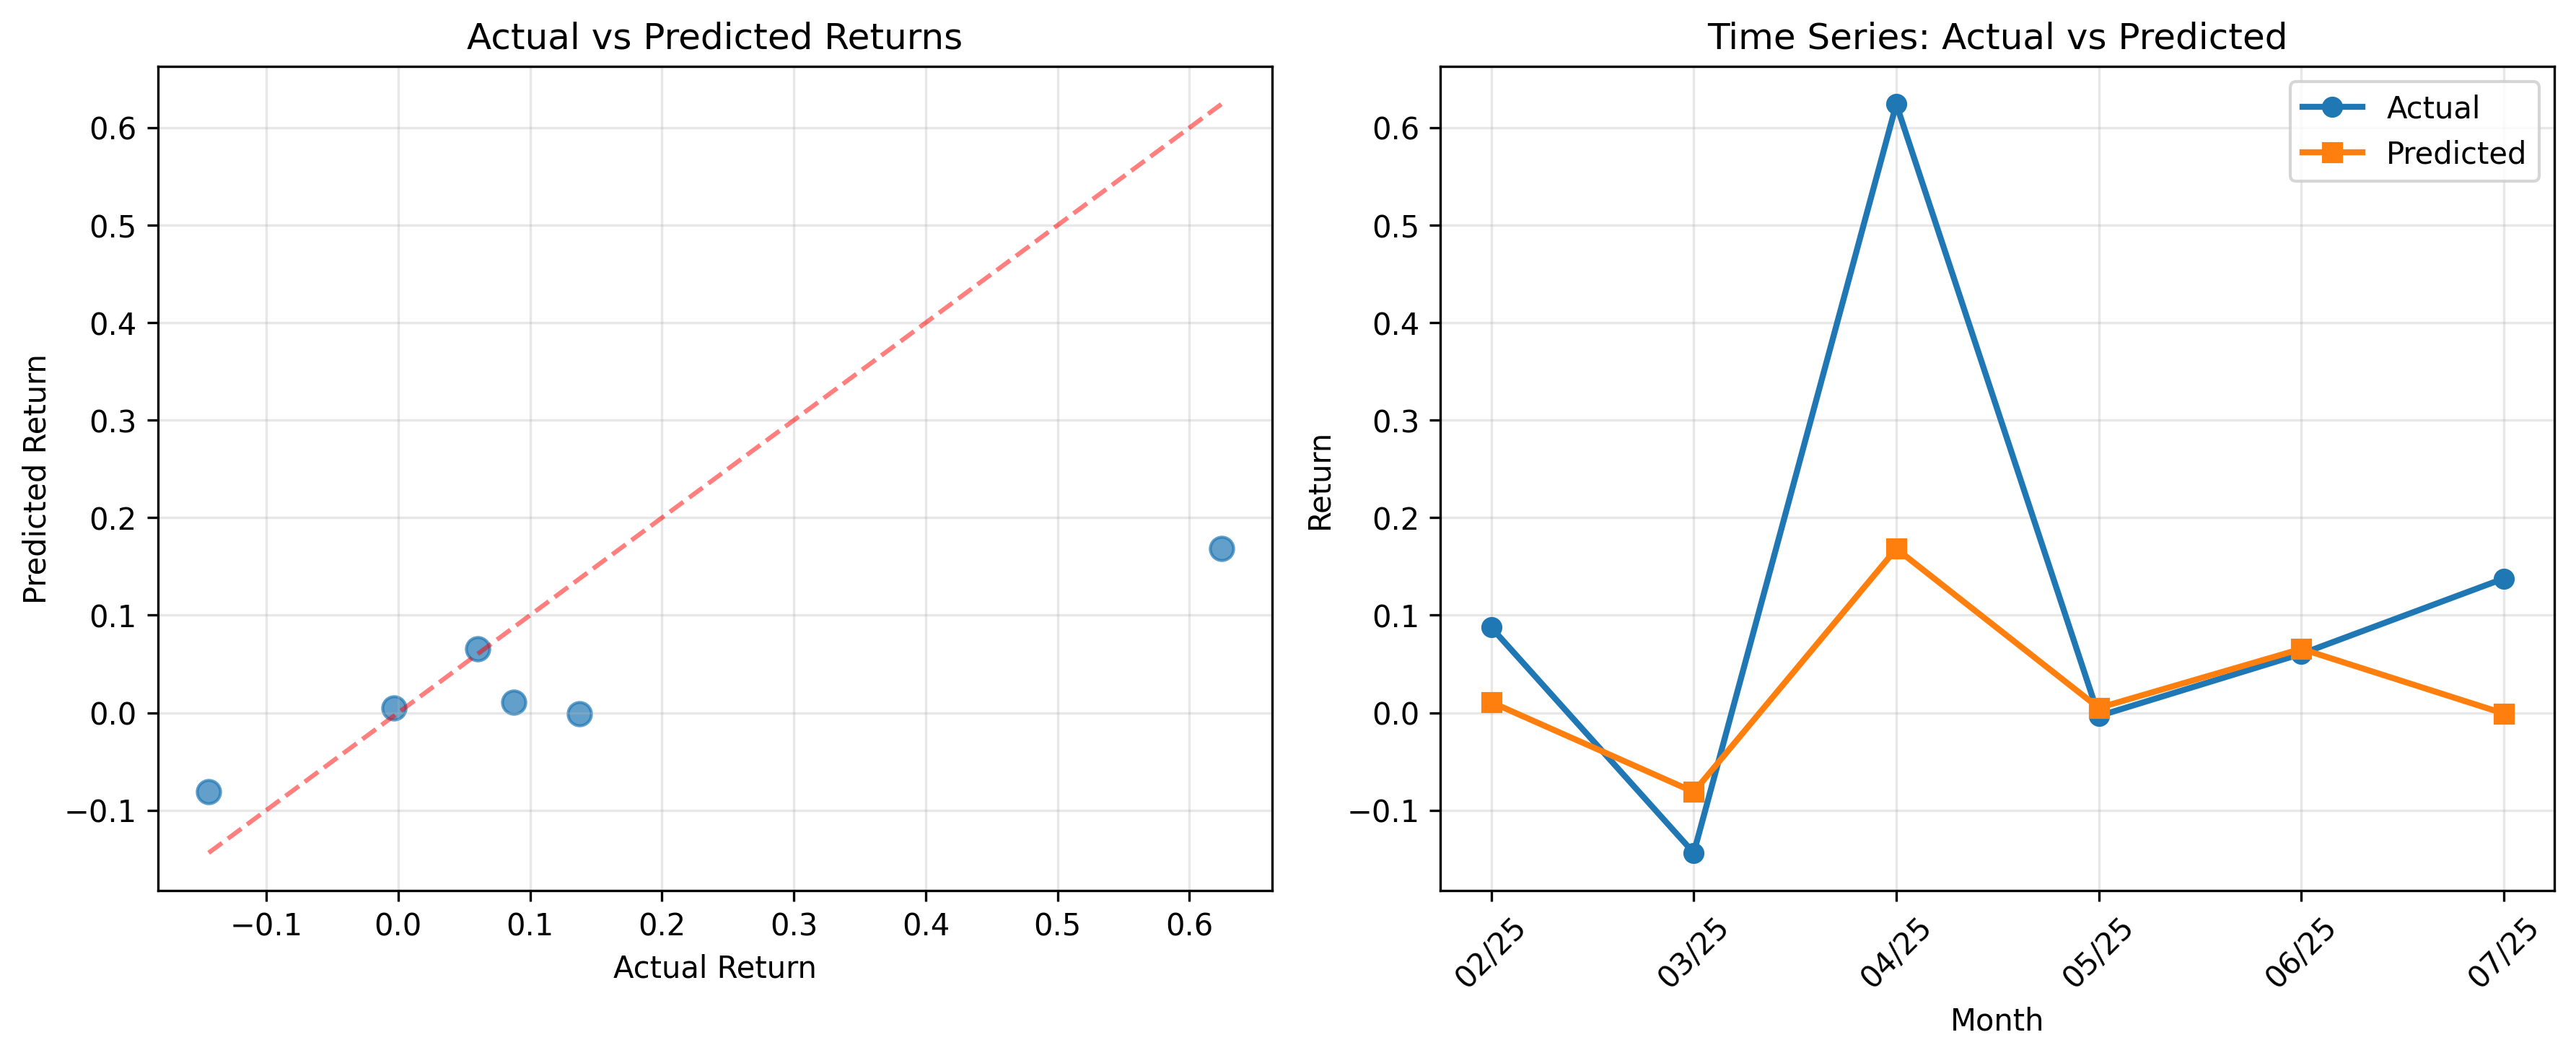 Actual vs Predicted Returns
0.6
0.5
0.4
0.3
0.2
0.1
0.0
−0.1
Predicted Return
−0.1 0.0 0.1 0.2 0.3 0.4 0.5 0.6
Actual Return
Time Series: Actual vs Predicted
Actual
Predicted
0.6
0.5
0.4
0.3
0.2
0.1
0.0
−0.1
Return
02/25 03/25 04/25 05/25 06/25 07/25
Month